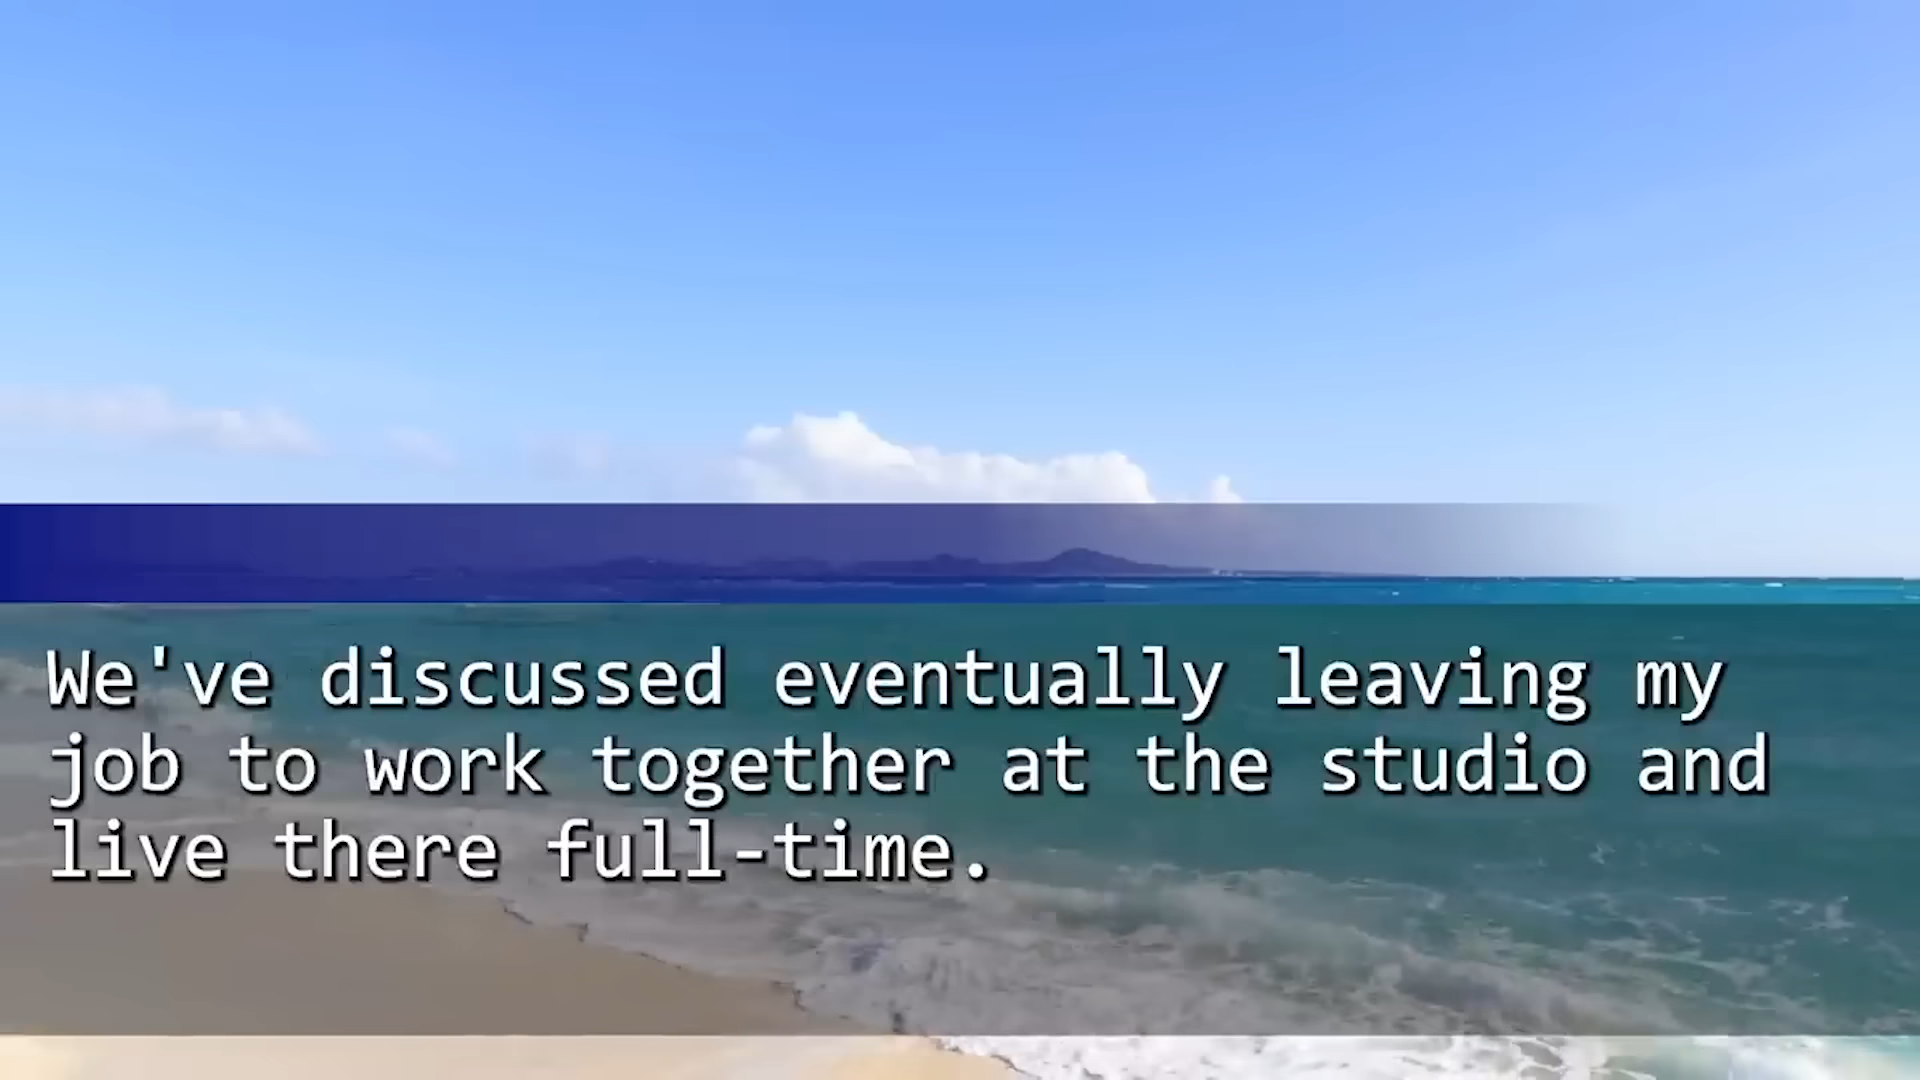 We've discussed eventually leaving my
job to work together at the studio and
live there full-time.